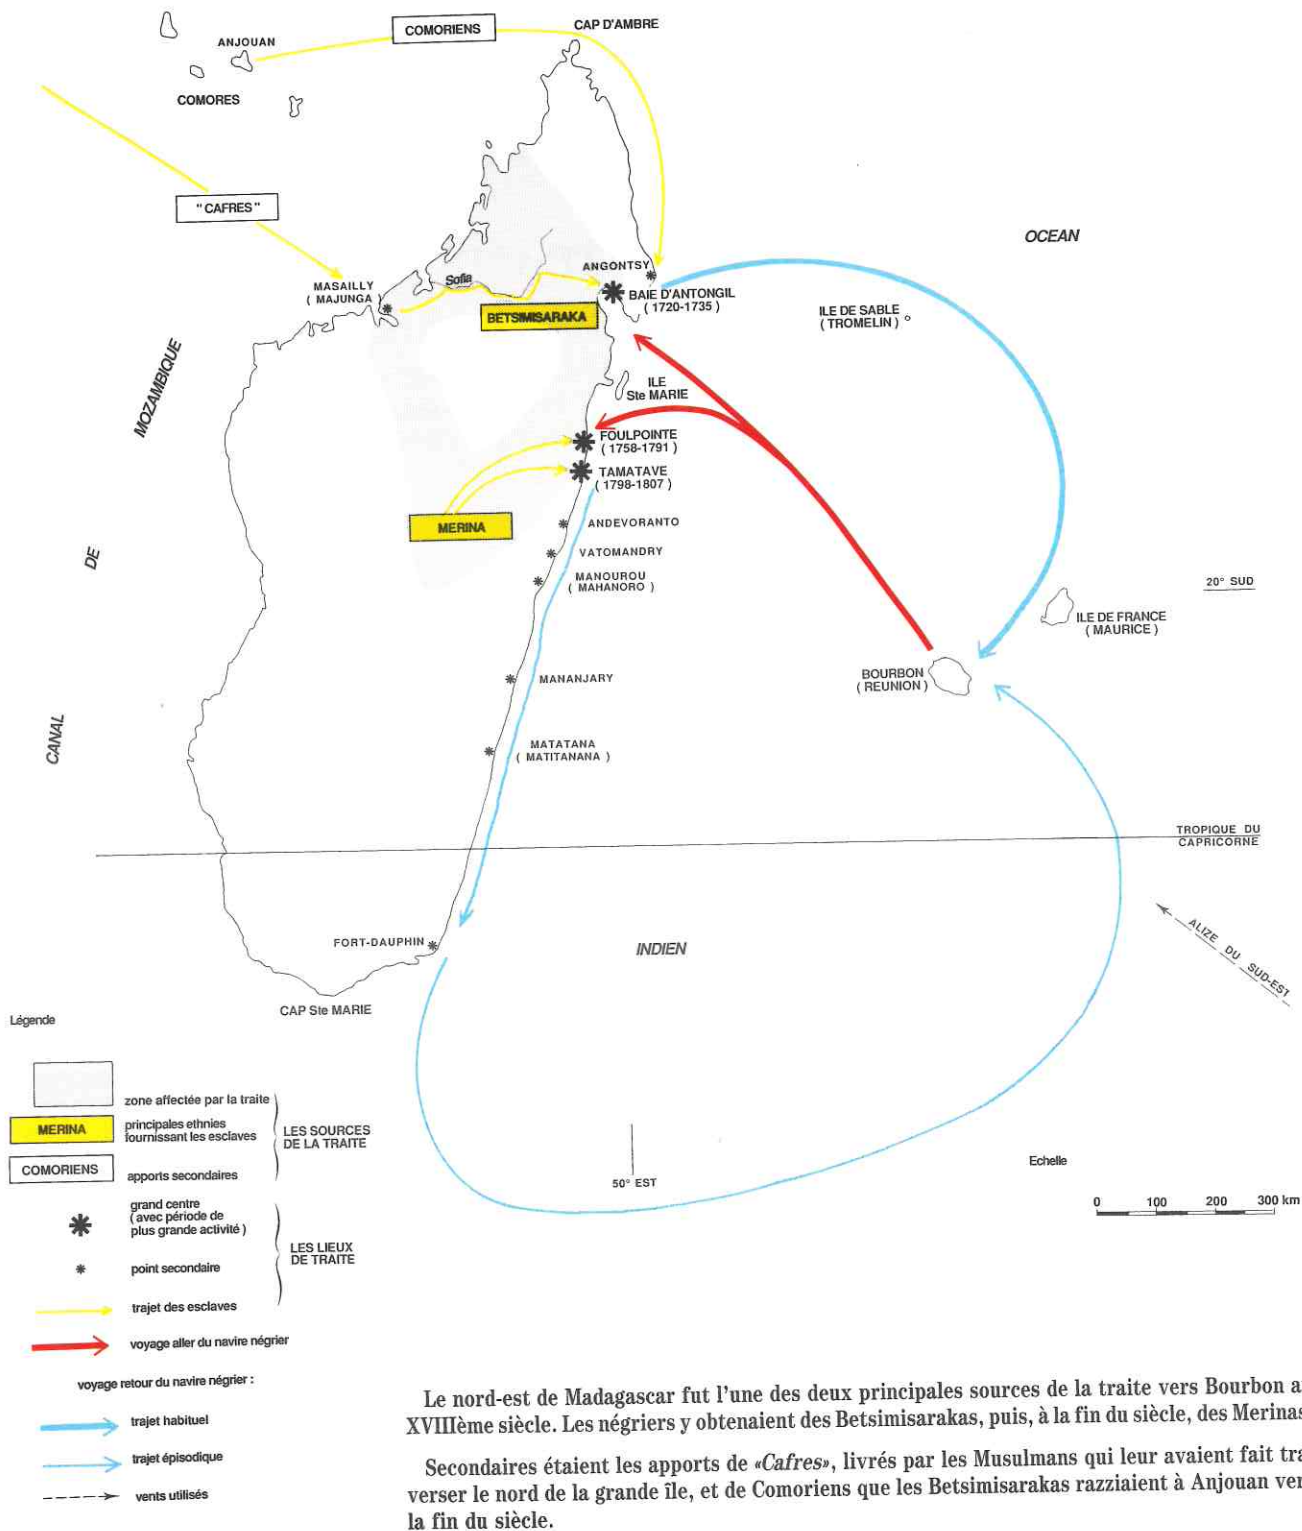 COMORIENS
CAP D'AMBRE
ANJOUAN
COMORES
" CAFRES "
OCEAN
ANGONTSY
Sofia
MASAILLY
( MAJUNGA )
BAIE D'ANTONGIL
( 1720-1735 )
BETSIMISARAKA
ILE DE SABLE
( TROMELIN )
MOZAMBIQUE
ILE
Ste MARIE
FOULPOINTE
( 1758-1791 )
TAMATAVE
( 1798-1807 )
MERINA
ANDEVORANTO
VATOMANDRY
DE
MANOUROU
( MAHANORO )
20° SUD
ILE DE FRANCE
( MAURICE )
BOURBON
( REUNION )
MANANJARY
CANAL
MATATANA
( MATITANANA )
TROPIQUE DU
CAPRICORNE
FORT-DAUPHIN
INDIEN
ALIZE DU SUD-EST
CAP Ste MARIE
Légende
zone affectée par la traite
MERINA
principales ethnies
fournissant les esclaves
LES SOURCES
DE LA TRAITE
COMORIENS
apports secondaires
50° EST
Echelle
0 100 200 300 km
grand centre
( avec période de
plus grande activité )
LES LIEUX
DE TRAITE
point secondaire
trajet des esclaves
voyage aller du navire négrier
voyage retour du navire négrier :
trajet habituel
trajet épisodique
vents utilisés
Le nord-est de Madagascar fut l'une des deux principales sources de la traite vers Bourbon a
XVIIIème siècle. Les négriers y obtenaient des Betsimisarakas, puis, à la fin du siècle, des Merinas
Secondaires étaient les apports de «Cafres», livrés par les Musulmans qui leur avaient fait tra
verser le nord de la grande île, et de Comoriens que les Betsimisarakas razziaient à Anjouan ver
la fin du siècle.